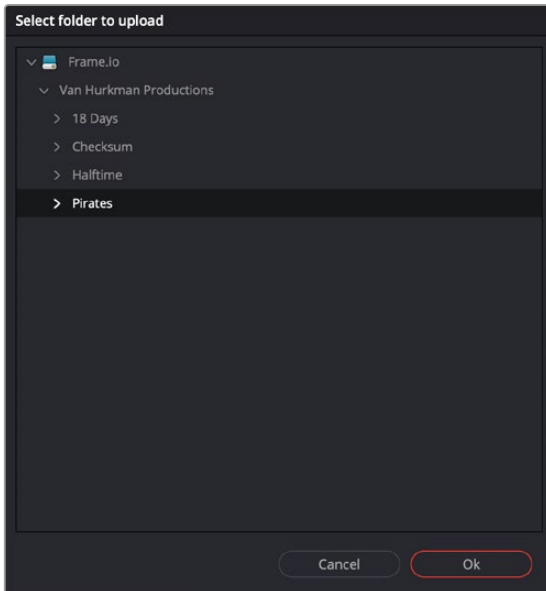 Select folder to upload
Frame.io
Van Hurkman Productions
18 Days
Checksum
Halftime
Pirates
Cancel Ok